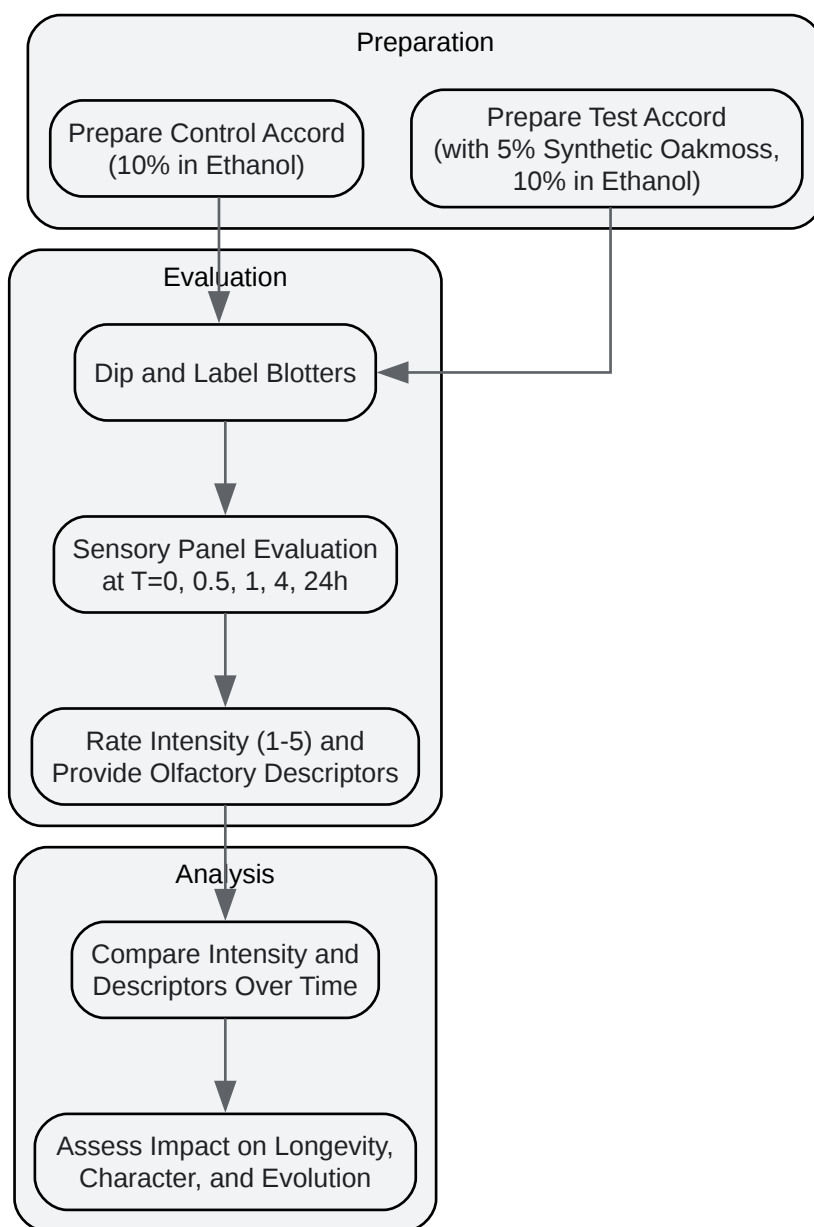 Preparation
Prepare Control Accord
(10% in Ethanol)
Prepare Test Accord
(with 5% Synthetic Oakmoss,
10% in Ethanol)
Evaluation
Dip and Label Blotters
Sensory Panel Evaluation
at T=0, 0.5, 1, 4, 24h
Rate Intensity (1-5) and
Provide Olfactory Descriptors
Analysis
Compare Intensity and
Descriptors Over Time
Assess Impact on Longevity,
Character, and Evolution